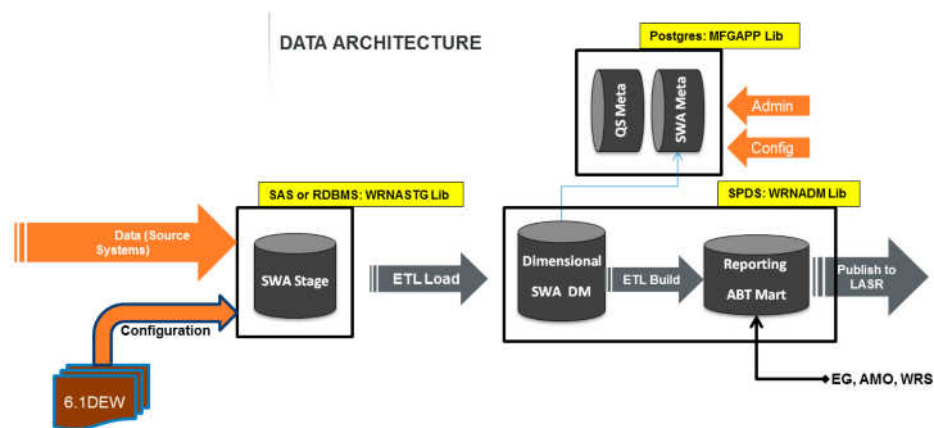 DATA ARCHITECTURE
Postgres: MFGAPP Lib
QS Meta
SWA Meta
Admin
Config
SAS or RDBMS: WRNASTG Lib
SPDS: WRNADM Lib
Data (Source
Systems)
SWA Stage
ETL Load
Dimensional
SWA DM
ETL Build
Reporting
ABT Mart
Publish to
LASR
Configuration
6.1DEW
EG, AMO, WRS